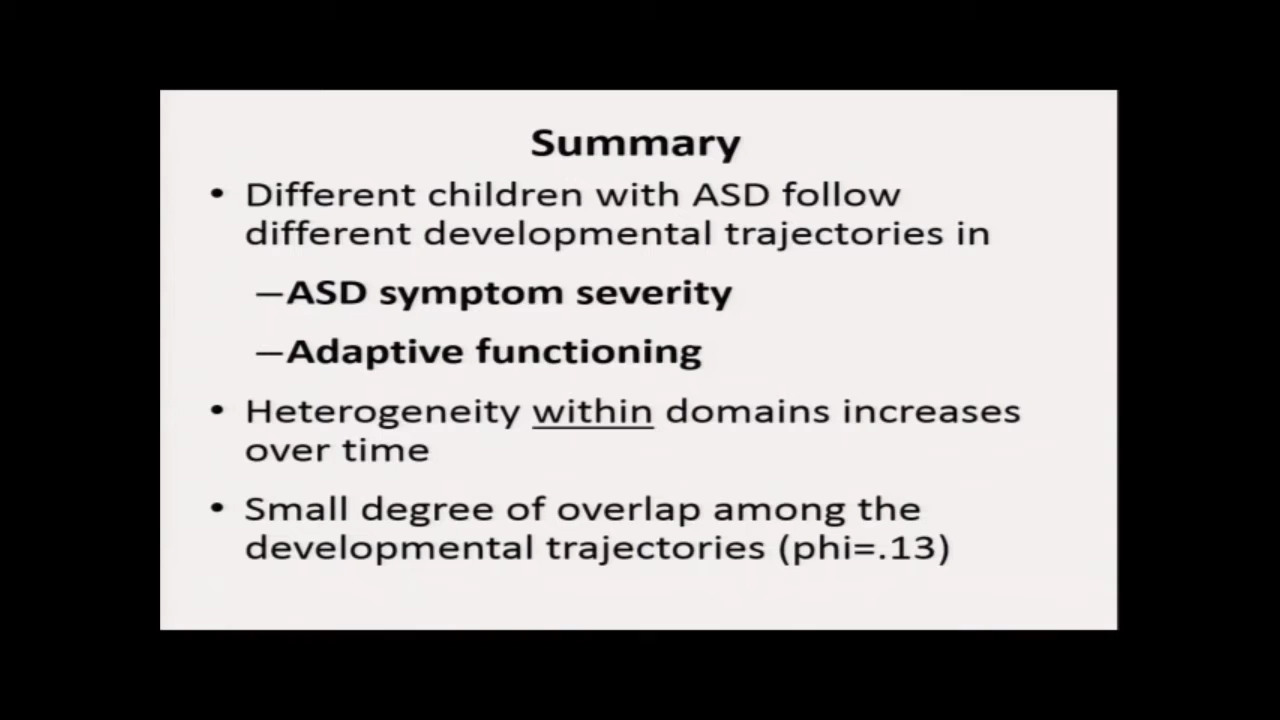 Summary
• Different children with ASD follow
different developmental trajectories in
–ASD symptom severity
–Adaptive functioning
• Heterogeneity within domains increases
over time
• Small degree of overlap among the
developmental trajectories (phi=.13)